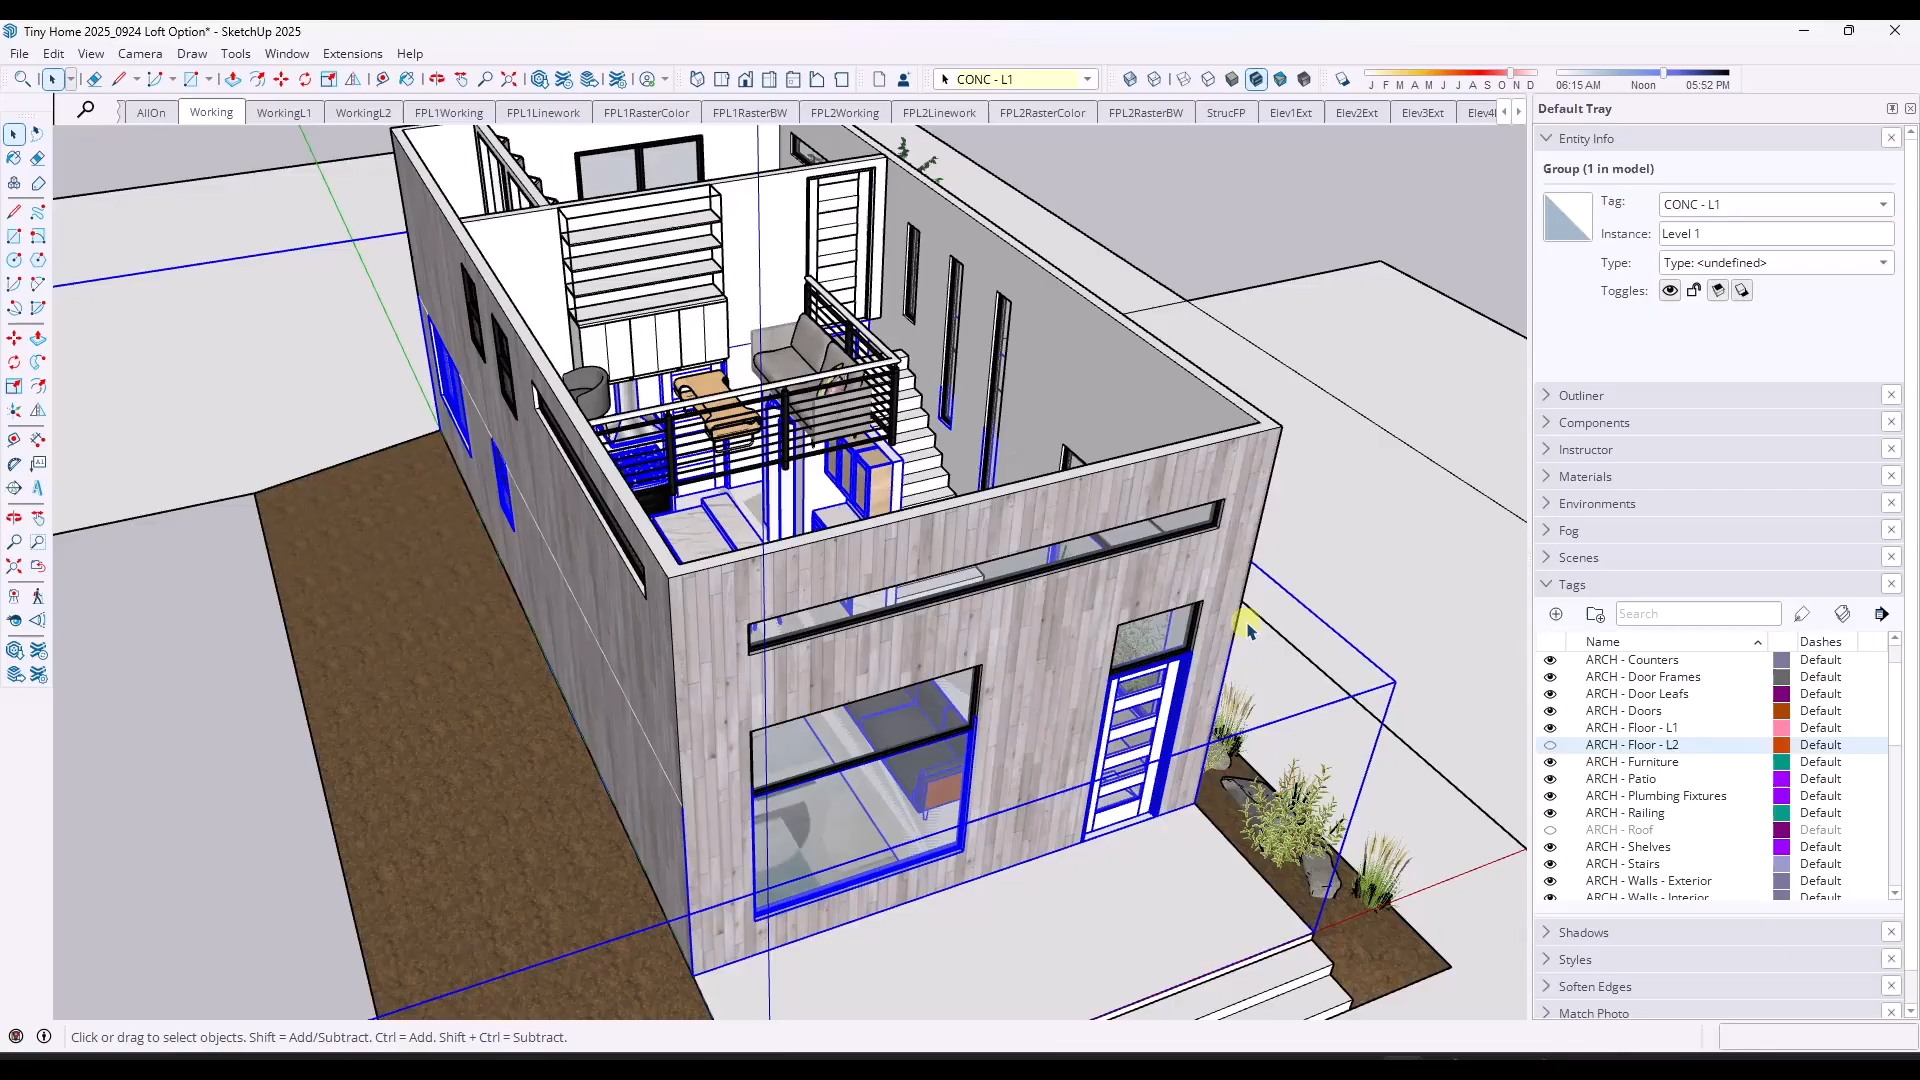 Tiny Home 2025_0924 Loft Option* - SketchUp 2025
File Edit View Camera Draw Tools Window Extensions Help
CONC - L1
J F M A M J J A S O N D
06:15 AM Noon 05:52 PM
AllOn Working WorkingL1 WorkingL2 FPL1Working FPL1Linework FPL1RasterColor FPL1RasterBW FPL2Working FPL2Linework FPL2RasterColor FPL2RasterBW StrucFP Elev1Ext Elev2Ext Elev3Ext
Default Tray
Entity Info
Group (1 in model)
Tag: CONC - L1
Instance: Level 1
Type: Type: <undefined>
Toggles:
Outliner
Components
Instructor
Materials
Environments
Fog
Scenes
Tags
Search
Name Dashes
ARCH - Counters Default
ARCH - Door Frames Default
ARCH - Door Leafs Default
ARCH - Doors Default
ARCH - Floor - L1 Default
ARCH - Floor - L2 Default
ARCH - Furniture Default
ARCH - Patio Default
ARCH - Plumbing Fixtures Default
ARCH - Railing Default
ARCH - Roof Default
ARCH - Shelves Default
ARCH - Stairs Default
ARCH - Walls - Exterior Default
ARCH - Walls - Interior Default
Shadows
Styles
Soften Edges
Match Photo
Click or drag to select objects. Shift = Add/Subtract. Ctrl = Add. Shift + Ctrl = Subtract.